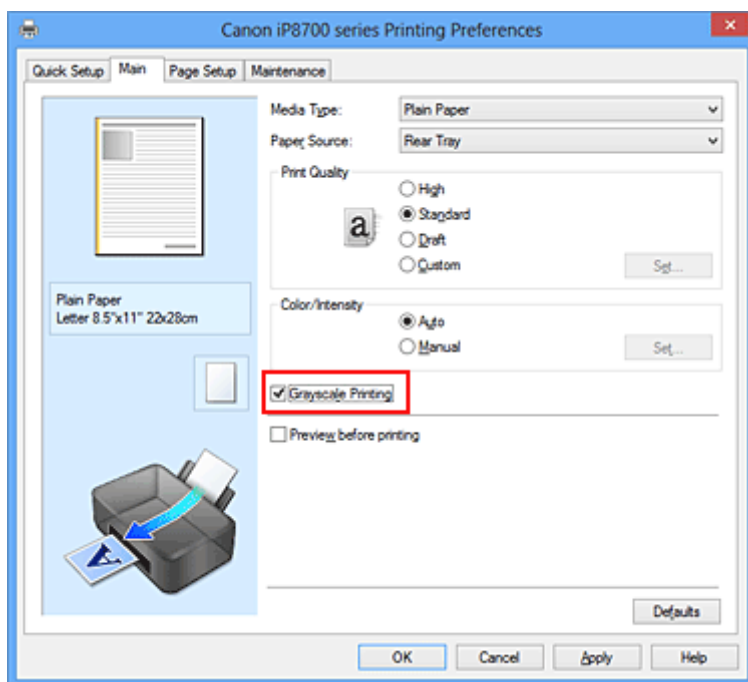 Canon iP8700 series Printing Preferences
Quick Setup Main Page Setup Maintenance
Media Type: Plain Paper
Paper Source: Rear Tray
Print Quality
High
a Standard
Draft
Custom Set...
Plain Paper
Letter 8.5"x11" 22x28cm
Color/Intensity
Auto
Manual Set...
Grayscale Printing
Preview before printing
A
Defaults
OK Cancel Apply Help